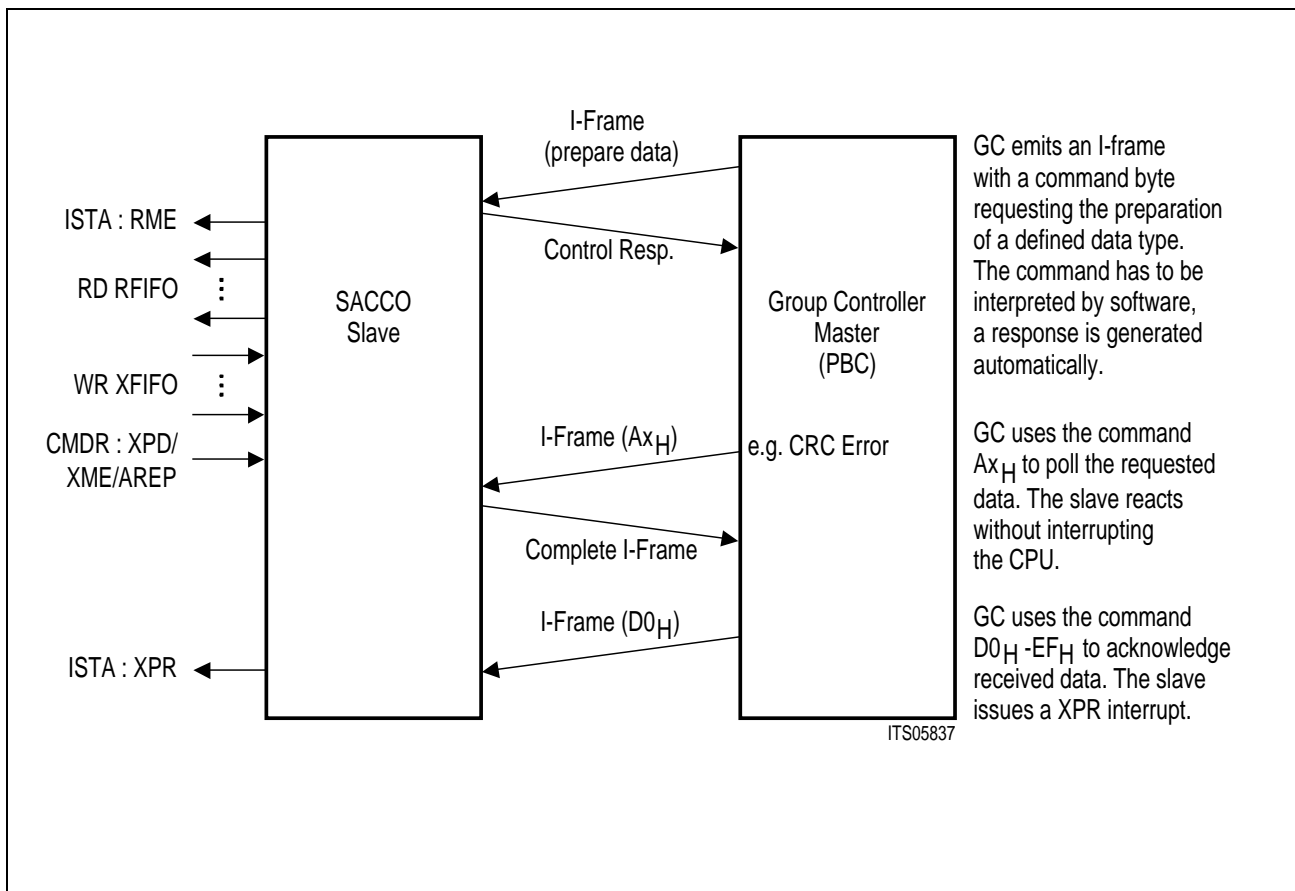 I-Frame
(prepare data)
Control Resp.
ISTA : RME
RD RFIFO
WR XFIFO
CMDR : XPD/
XME/AREP
ISTA : XPR
SACCO
Slave
Group Controller
Master
(PBC)
I-Frame (AxH)
e.g. CRC Error
Complete I-Frame
I-Frame (D0H)
GC emits an I-frame
with a command byte
requesting the preparation
of a defined data type.
The command has to be
interpreted by software,
a response is generated
automatically.
GC uses the command
AxH to poll the requested
data. The slave reacts
without interrupting
the CPU.
GC uses the command
D0H -EFH to acknowledge
received data. The slave
issues a XPR interrupt.
ITS05837